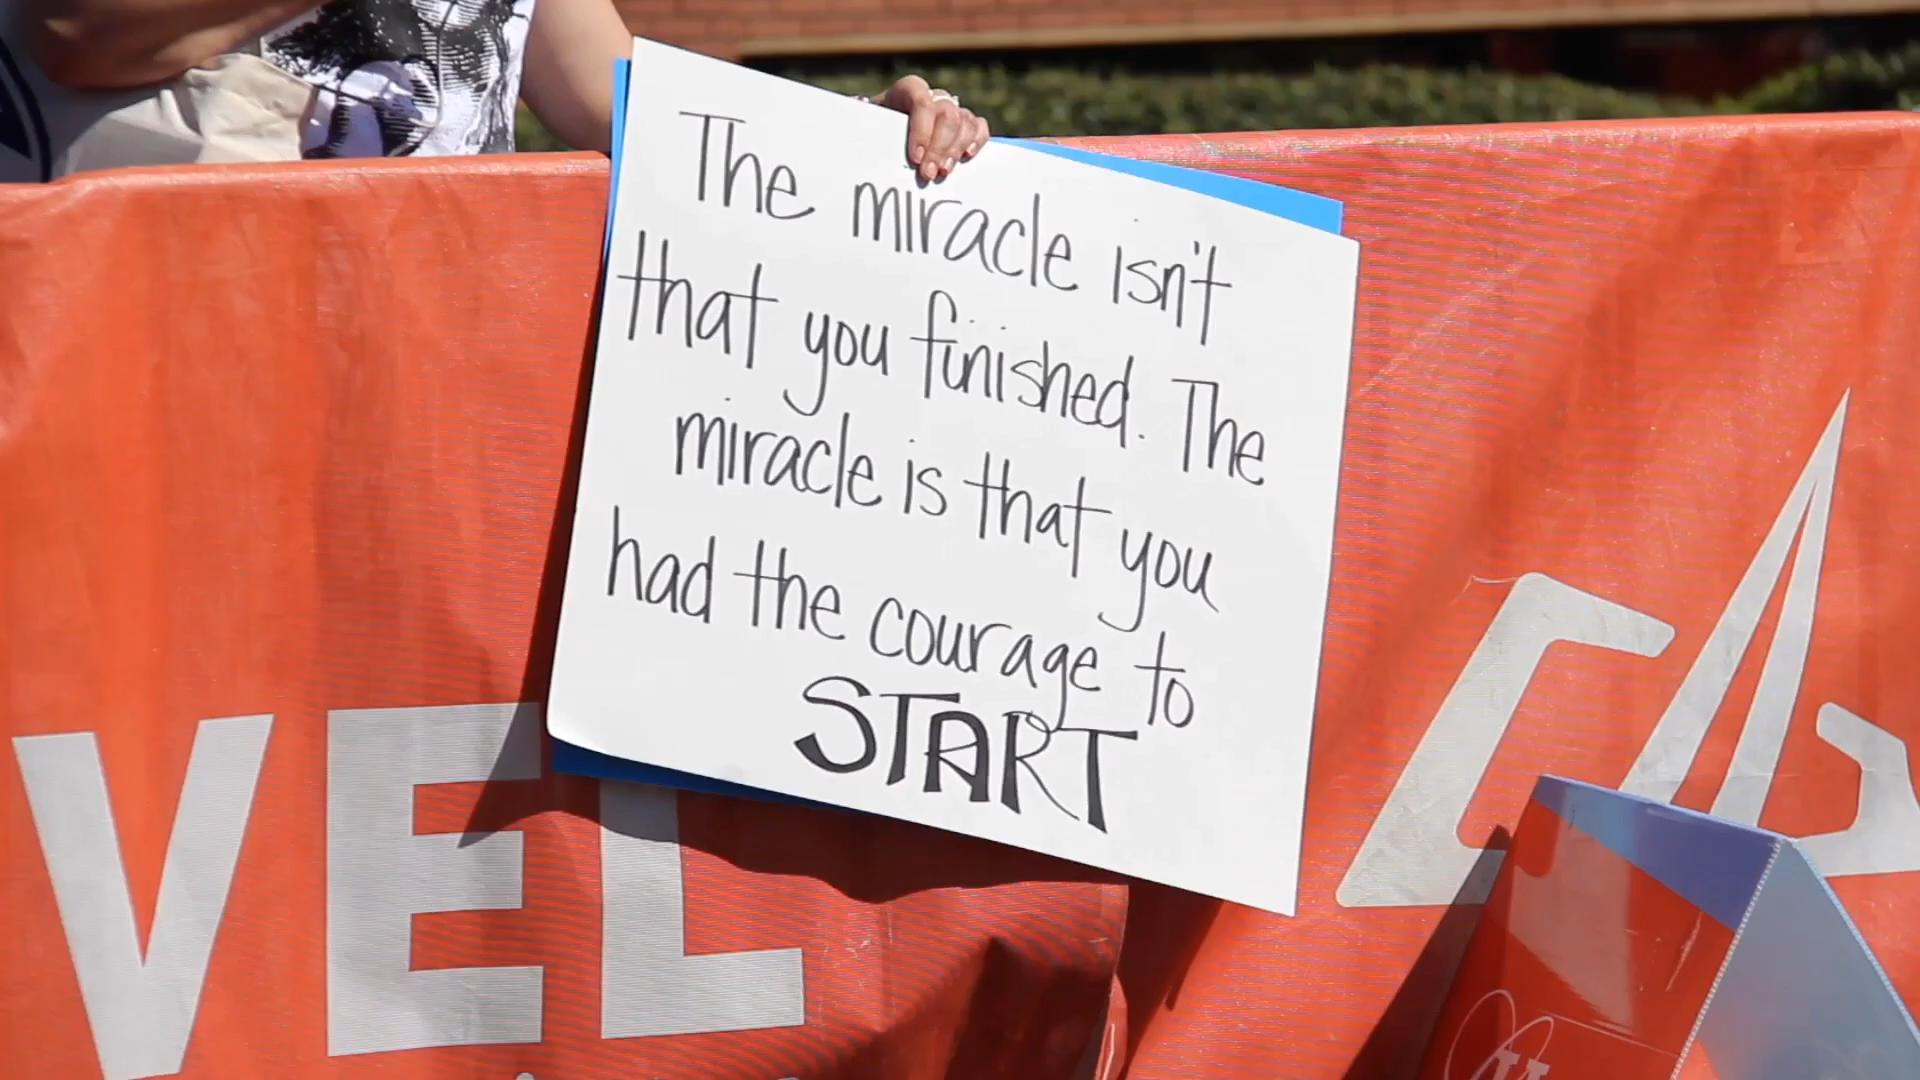 The miracle isn't
that you finished. The
miracle is that you
had the courage to
START
VEL